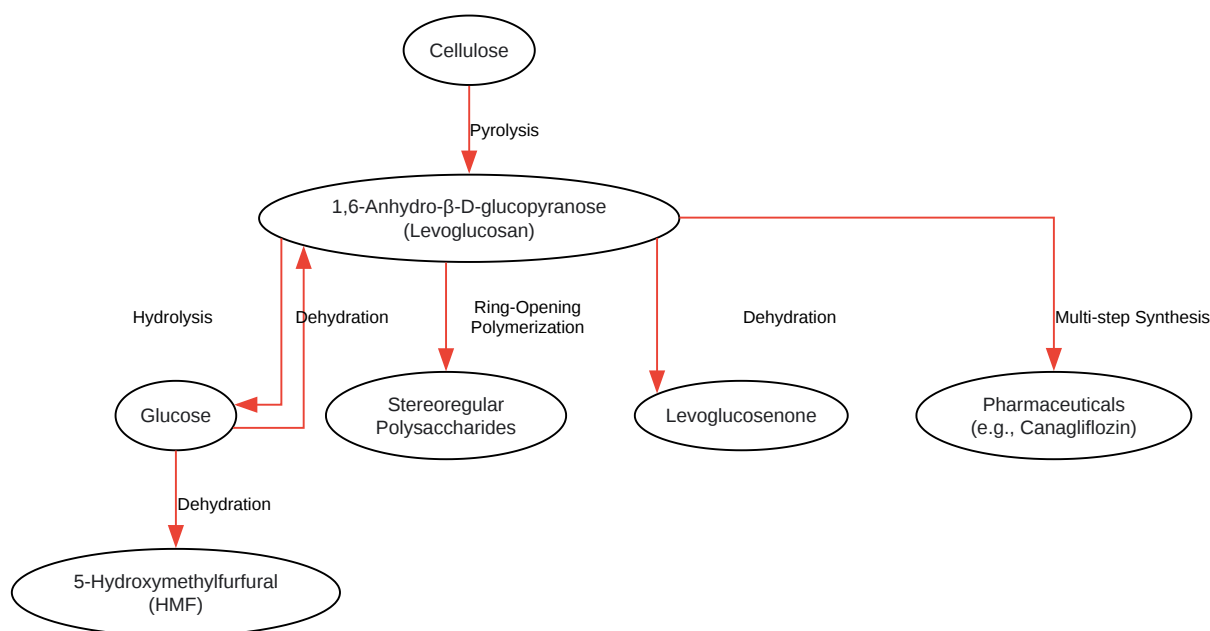 Cellulose
Pyrolysis
1,6-Anhydro-β-D-glucopyranose
(Levoglucosan)
Hydrolysis
Dehydration
Ring-Opening
Polymerization
Dehydration
Multi-step Synthesis
Glucose
Stereoregular
Polysaccharides
Levoglucosenone
Pharmaceuticals
(e.g., Canagliflozin)
Dehydration
5-Hydroxymethylfurfural
(HMF)